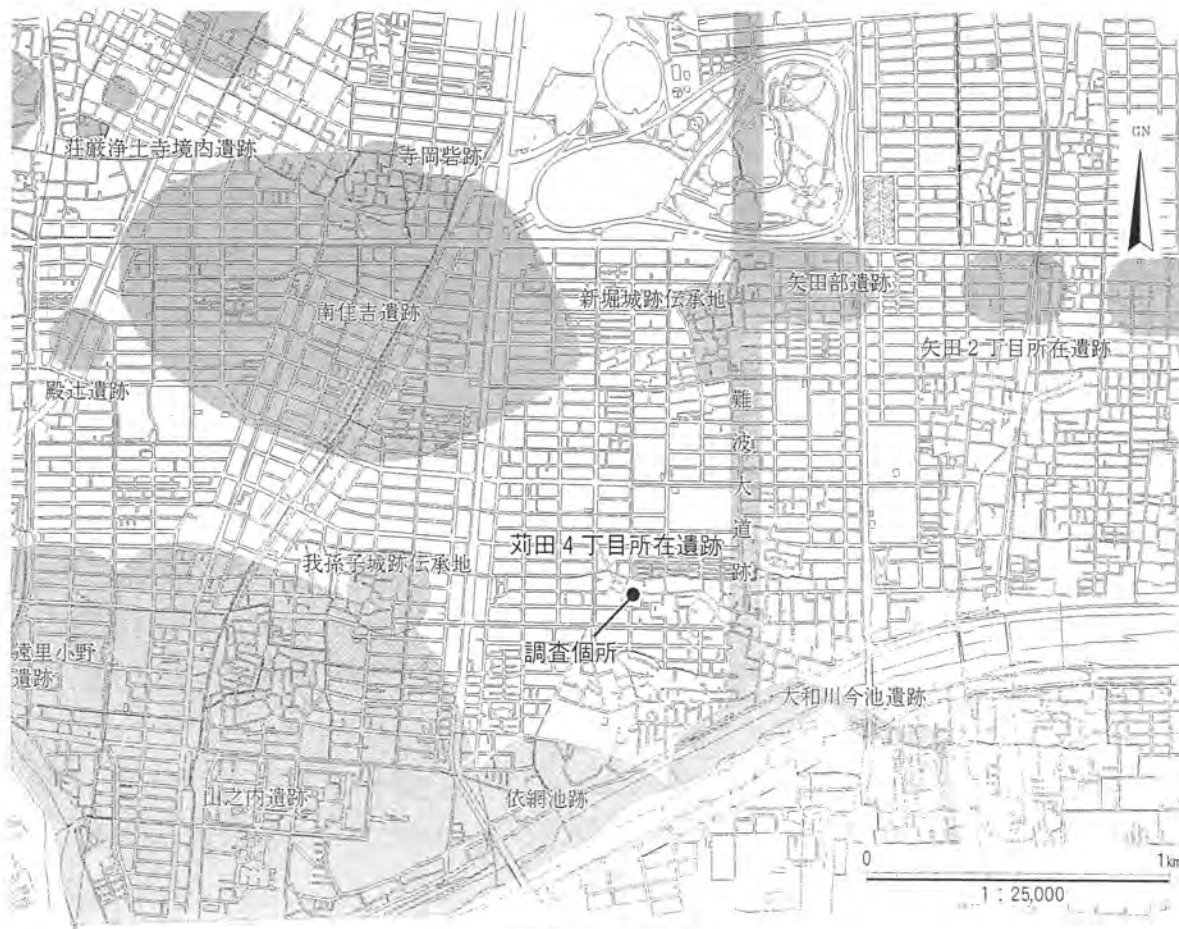 GN
荘厳浄土寺境内遺跡
寺岡砦跡
南住吉遺跡
新堀城跡伝承地
矢田部遺跡
矢田2丁目所在遺跡
殿辻遺跡
難波大道跡
苅田4丁目所在遺跡
我孫子城跡伝承地
調査個所
遠里小野
遺跡
大和川今池遺跡
山之内遺跡
依網池跡
0 1km
1:25,000